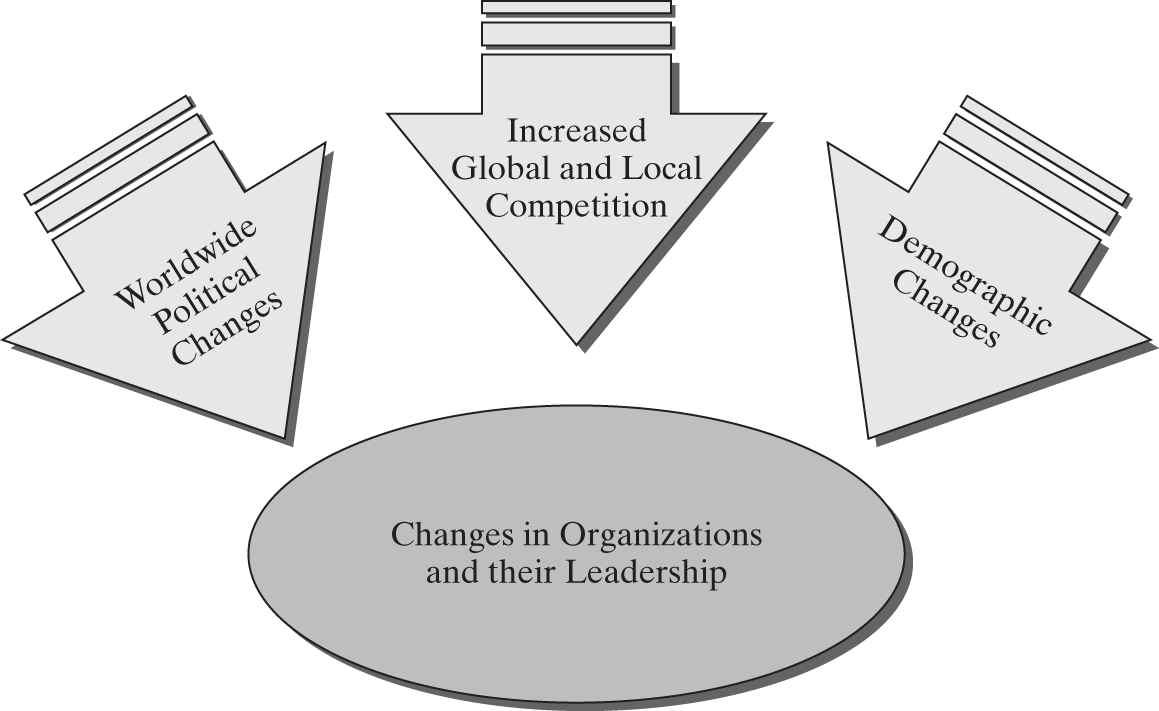 Worldwide
Political
Changes
Increased
Global and Local
Competition
Demographic
Changes
Changes in Organizations
and their Leadership